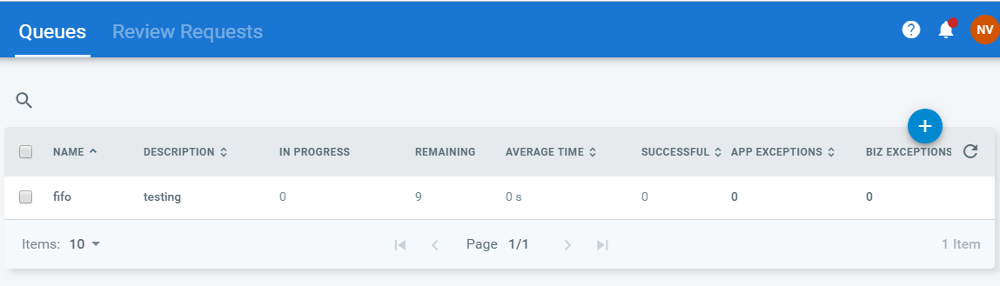 Queues Review Requests ? NV
+
NAME DESCRIPTION IN PROGRESS REMAINING AVERAGE TIME SUCCESSFUL APP EXCEPTIONS BIZ EXCEPTIONS
fifo testing 0 9 0 s 0 0 0
Items: 10 Page 1/1 1 Item